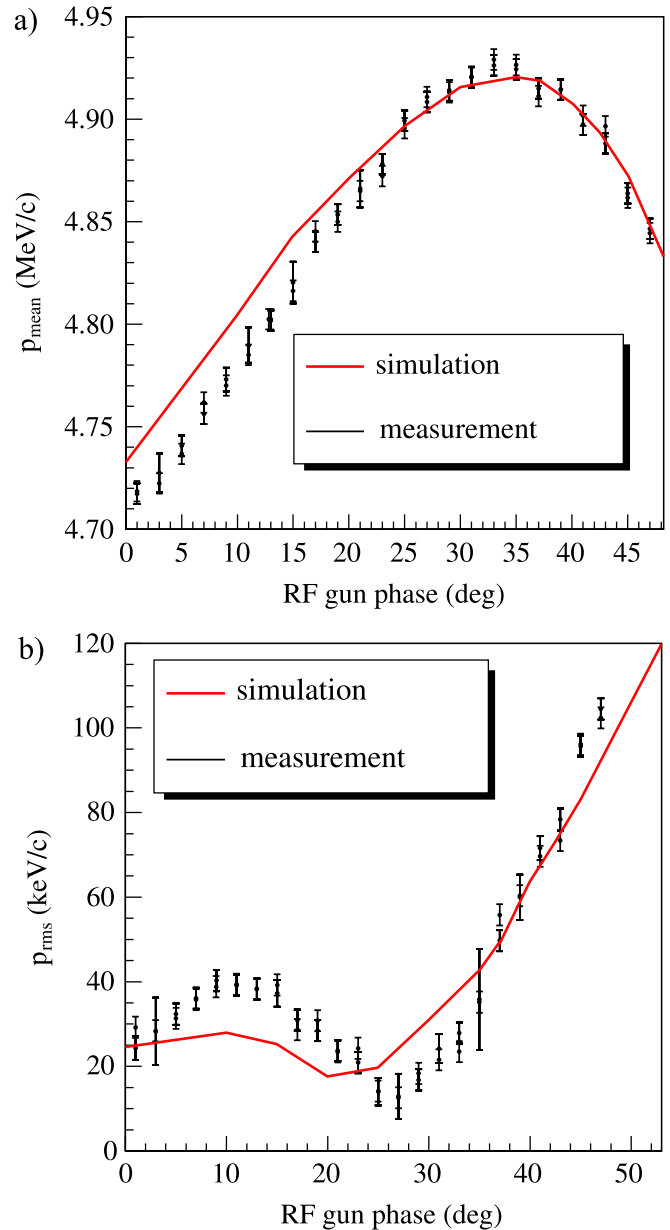 a)
4.95
4.90
4.85
4.80
4.75
4.70
p_mean (MeV/c)
simulation
measurement
0 5 10 15 20 25 30 35 40 45
RF gun phase (deg)
b)
120
100
80
60
40
20
0
p_rms (keV/c)
simulation
measurement
0 10 20 30 40 50
RF gun phase (deg)